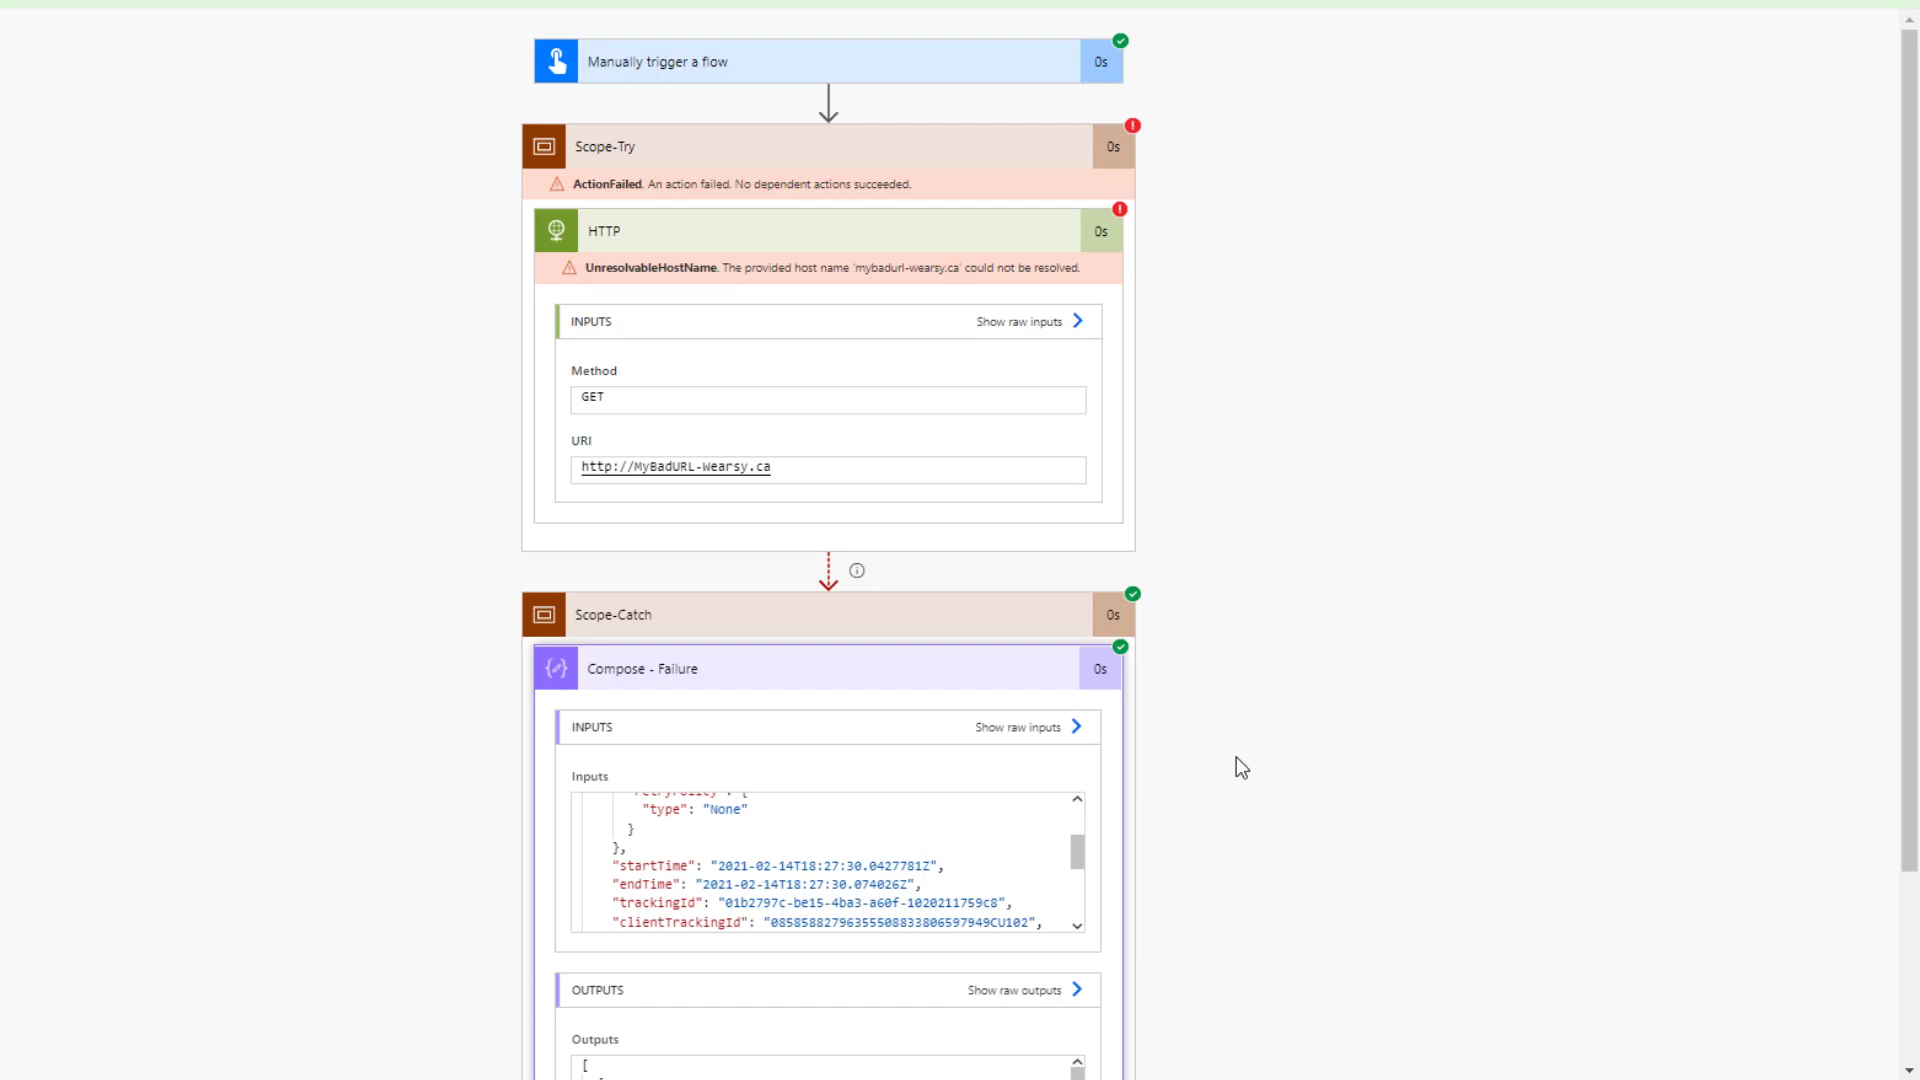 Manually trigger a flow
0s
Scope-Try
0s
ActionFailed. An action failed. No dependent actions succeeded.
HTTP
0s
UnresolvableHostName. The provided host name 'mybadurl-wearsy.ca' could not be resolved.
INPUTS
Show raw inputs
Method
GET
URI
http://MyBadURL-Wearsy.ca
Scope-Catch
0s
Compose - Failure
0s
INPUTS
Show raw inputs
Inputs
"retryPolicy": {
"type": "None"
}
},
"startTime": "2021-02-14T18:27:30.0427781Z",
"endTime": "2021-02-14T18:27:30.074026Z",
"trackingId": "01b2797c-be15-4ba3-a60f-1020211759c8",
"clientTrackingId": "08585882796355508833806597949CU102",
OUTPUTS
Show raw outputs
Outputs
[